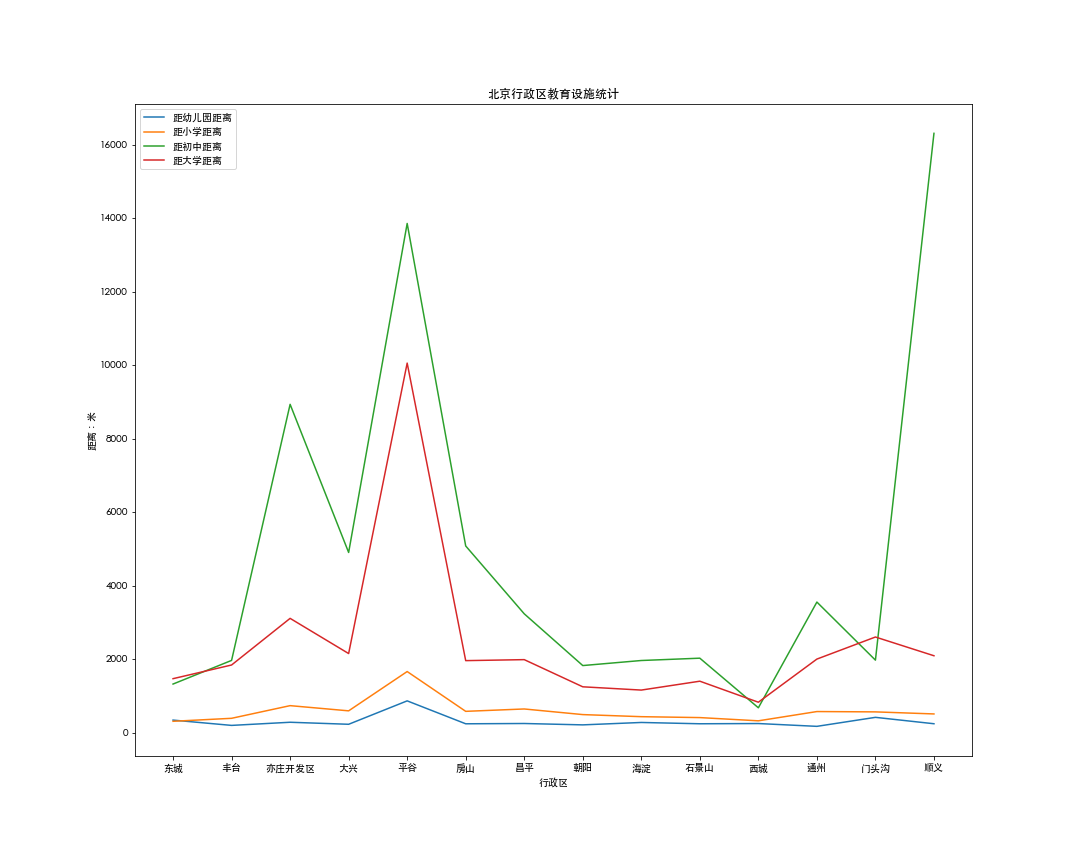 北京行政区教育设施统计
距幼儿园距离
距小学距离
距初中距离
距大学距离
16000
14000
12000
10000
8000
6000
4000
2000
0
距离：米
东城 丰台 亦庄开发区 大兴 平谷 房山 昌平 朝阳 海淀 石景山 西城 通州 门头沟 顺义
行政区